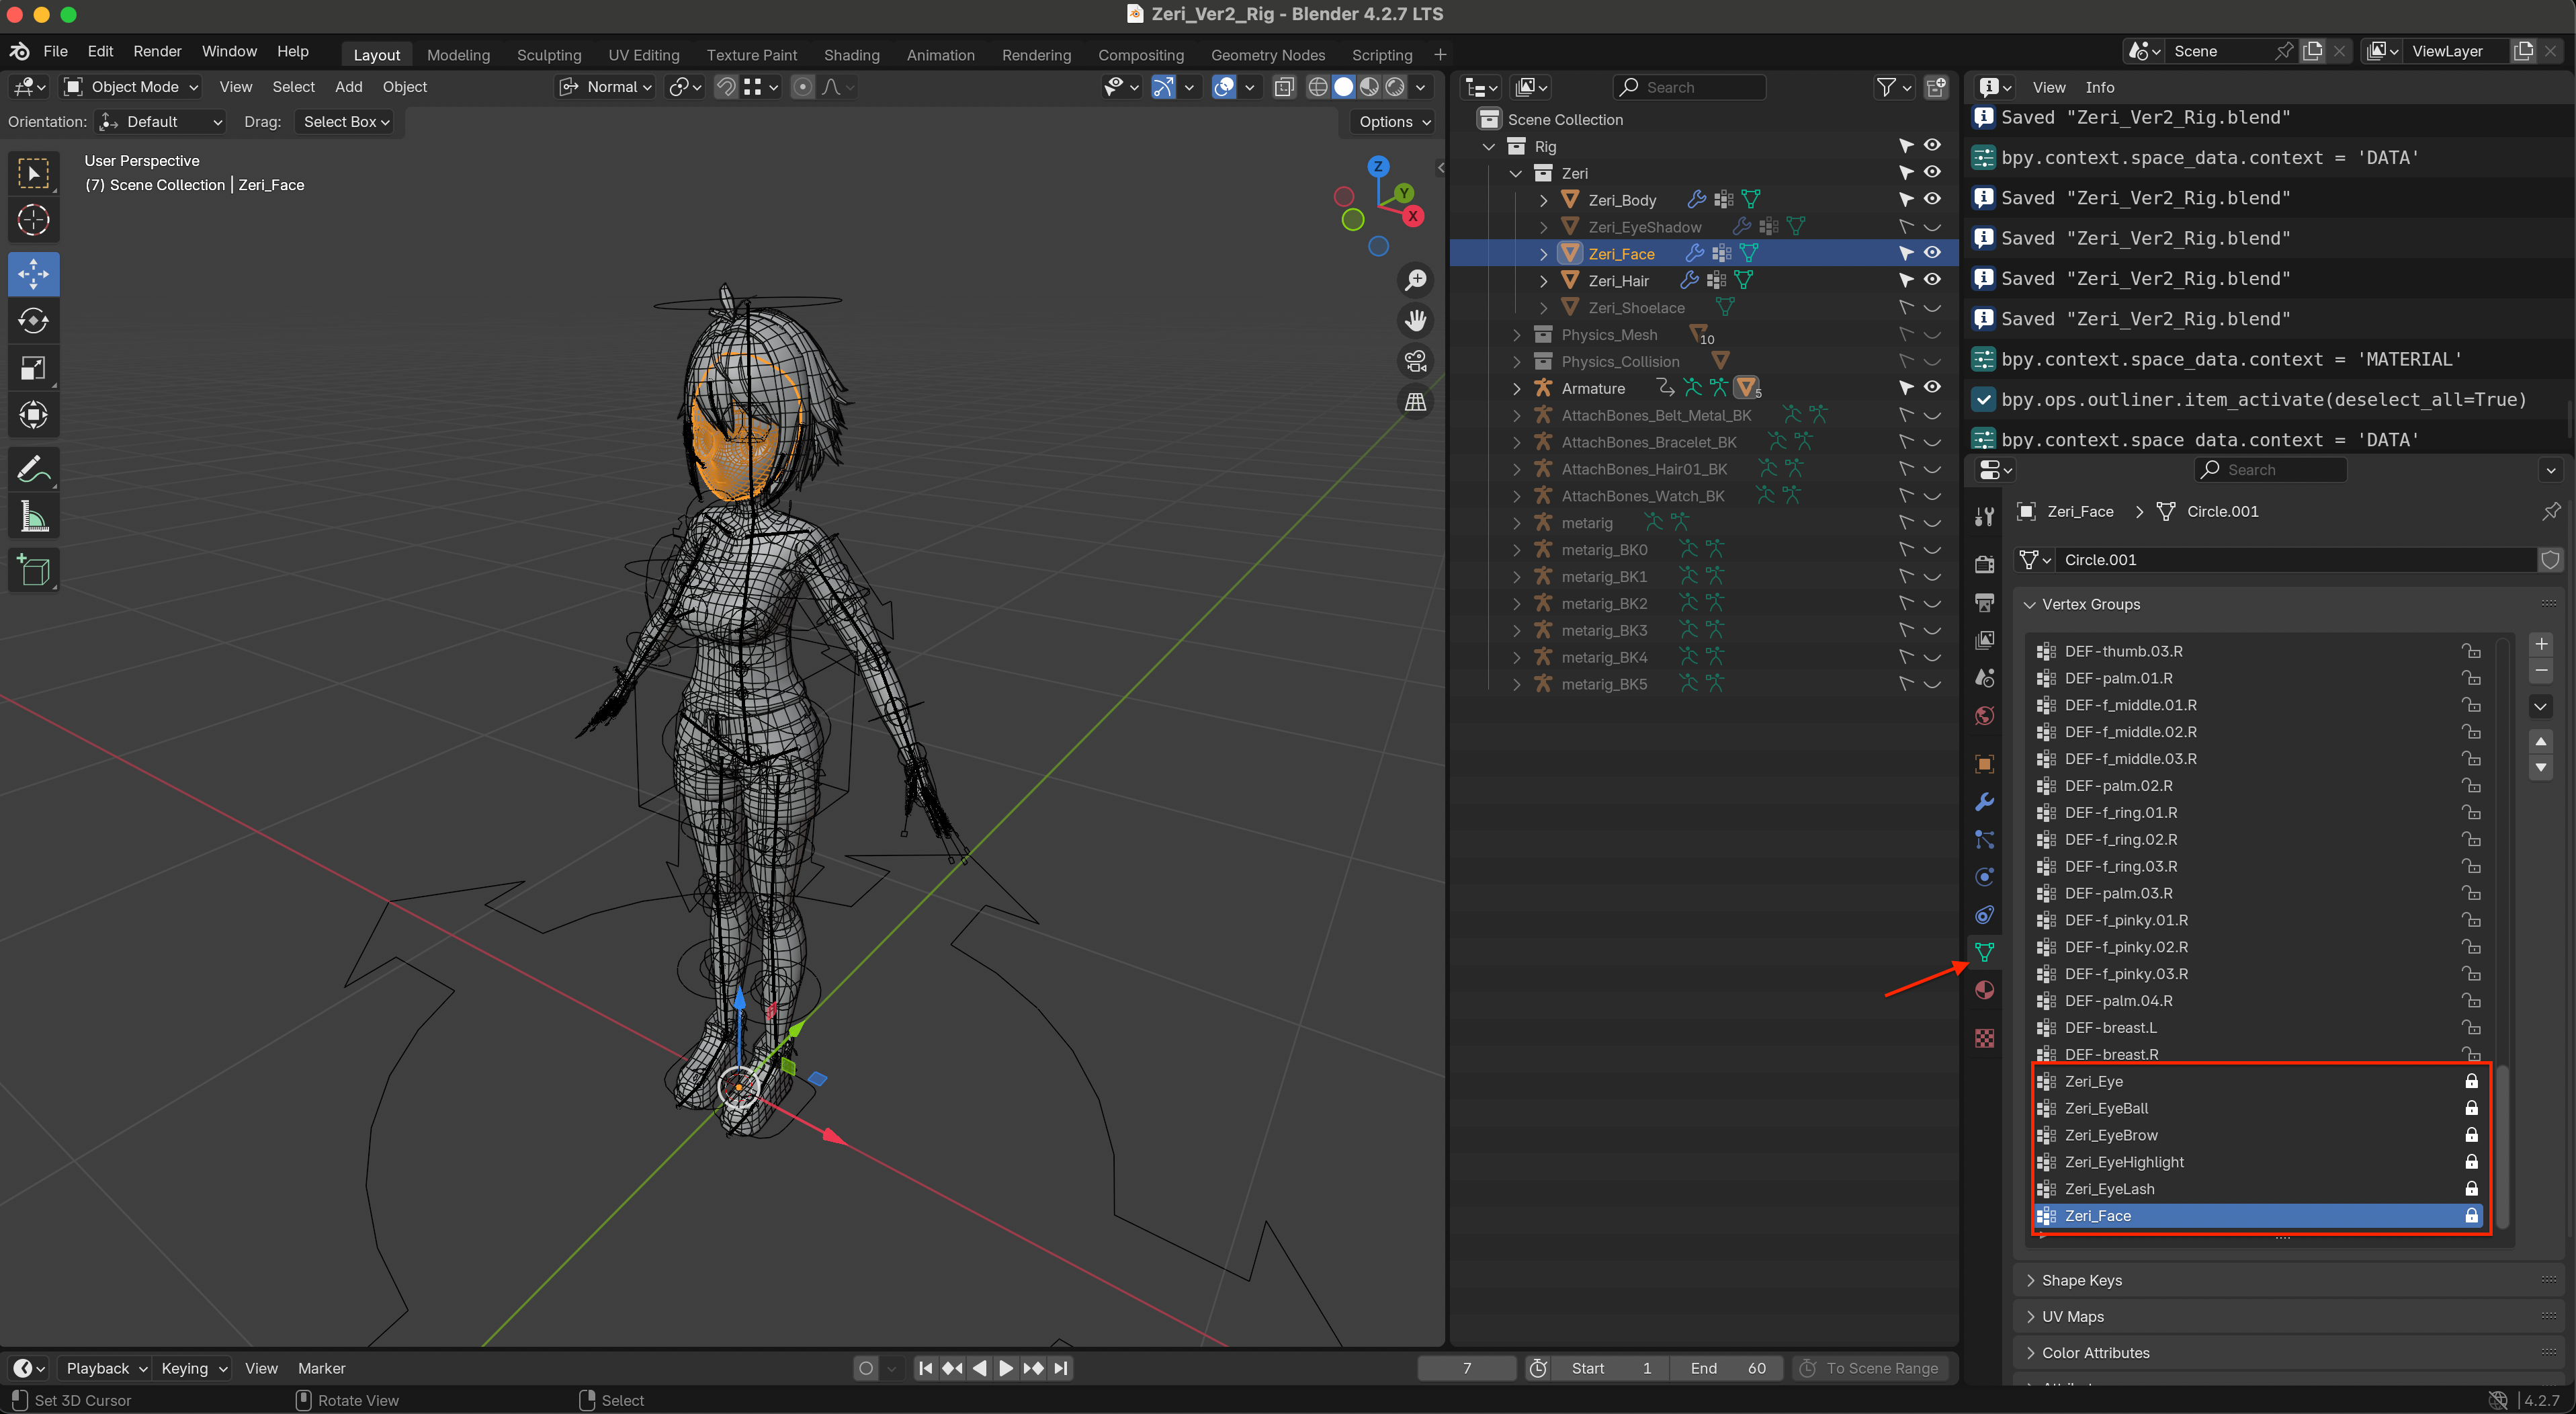 Zeri_Ver2_Rig - Blender 4.2.7 LTS
File Edit Render Window Help Layout Modeling Sculpting UV Editing Texture Paint Shading Animation Rendering Compositing Geometry Nodes Scripting + Scene ViewLayer
Object Mode View Select Add Object Normal
Orientation: Default Drag: Select Box Options
User Perspective
(7) Scene Collection | Zeri_Face
Z
Y
X
Search
Scene Collection
Rig
Zeri
Zeri_Body
Zeri_EyeShadow
Zeri_Face
Zeri_Hair
Zeri_Shoelace
Physics_Mesh 10
Physics_Collision
Armature 5
AttachBones_Belt_Metal_BK
AttachBones_Bracelet_BK
AttachBones_Hair01_BK
AttachBones_Watch_BK
metarig
metarig_BK0
metarig_BK1
metarig_BK2
metarig_BK3
metarig_BK4
metarig_BK5
View Info
Saved "Zeri_Ver2_Rig.blend"
bpy.context.space_data.context = 'DATA'
Saved "Zeri_Ver2_Rig.blend"
Saved "Zeri_Ver2_Rig.blend"
Saved "Zeri_Ver2_Rig.blend"
Saved "Zeri_Ver2_Rig.blend"
bpy.context.space_data.context = 'MATERIAL'
bpy.ops.outliner.item_activate(deselect_all=True)
bpy.context.space_data.context = 'DATA'
Search
Zeri_Face > Circle.001
Circle.001
Vertex Groups
DEF-thumb.03.R
DEF-palm.01.R
DEF-f_middle.01.R
DEF-f_middle.02.R
DEF-f_middle.03.R
DEF-palm.02.R
DEF-f_ring.01.R
DEF-f_ring.02.R
DEF-f_ring.03.R
DEF-palm.03.R
DEF-f_pinky.01.R
DEF-f_pinky.02.R
DEF-f_pinky.03.R
DEF-palm.04.R
DEF-breast.L
DEF-breast.R
Zeri_Eye
Zeri_EyeBall
Zeri_EyeBrow
Zeri_EyeHighlight
Zeri_EyeLash
Zeri_Face
Shape Keys
UV Maps
Color Attributes
Playback Keying View Marker 7 Start 1 End 60 To Scene Range
Set 3D Cursor Rotate View Select 4.2.7